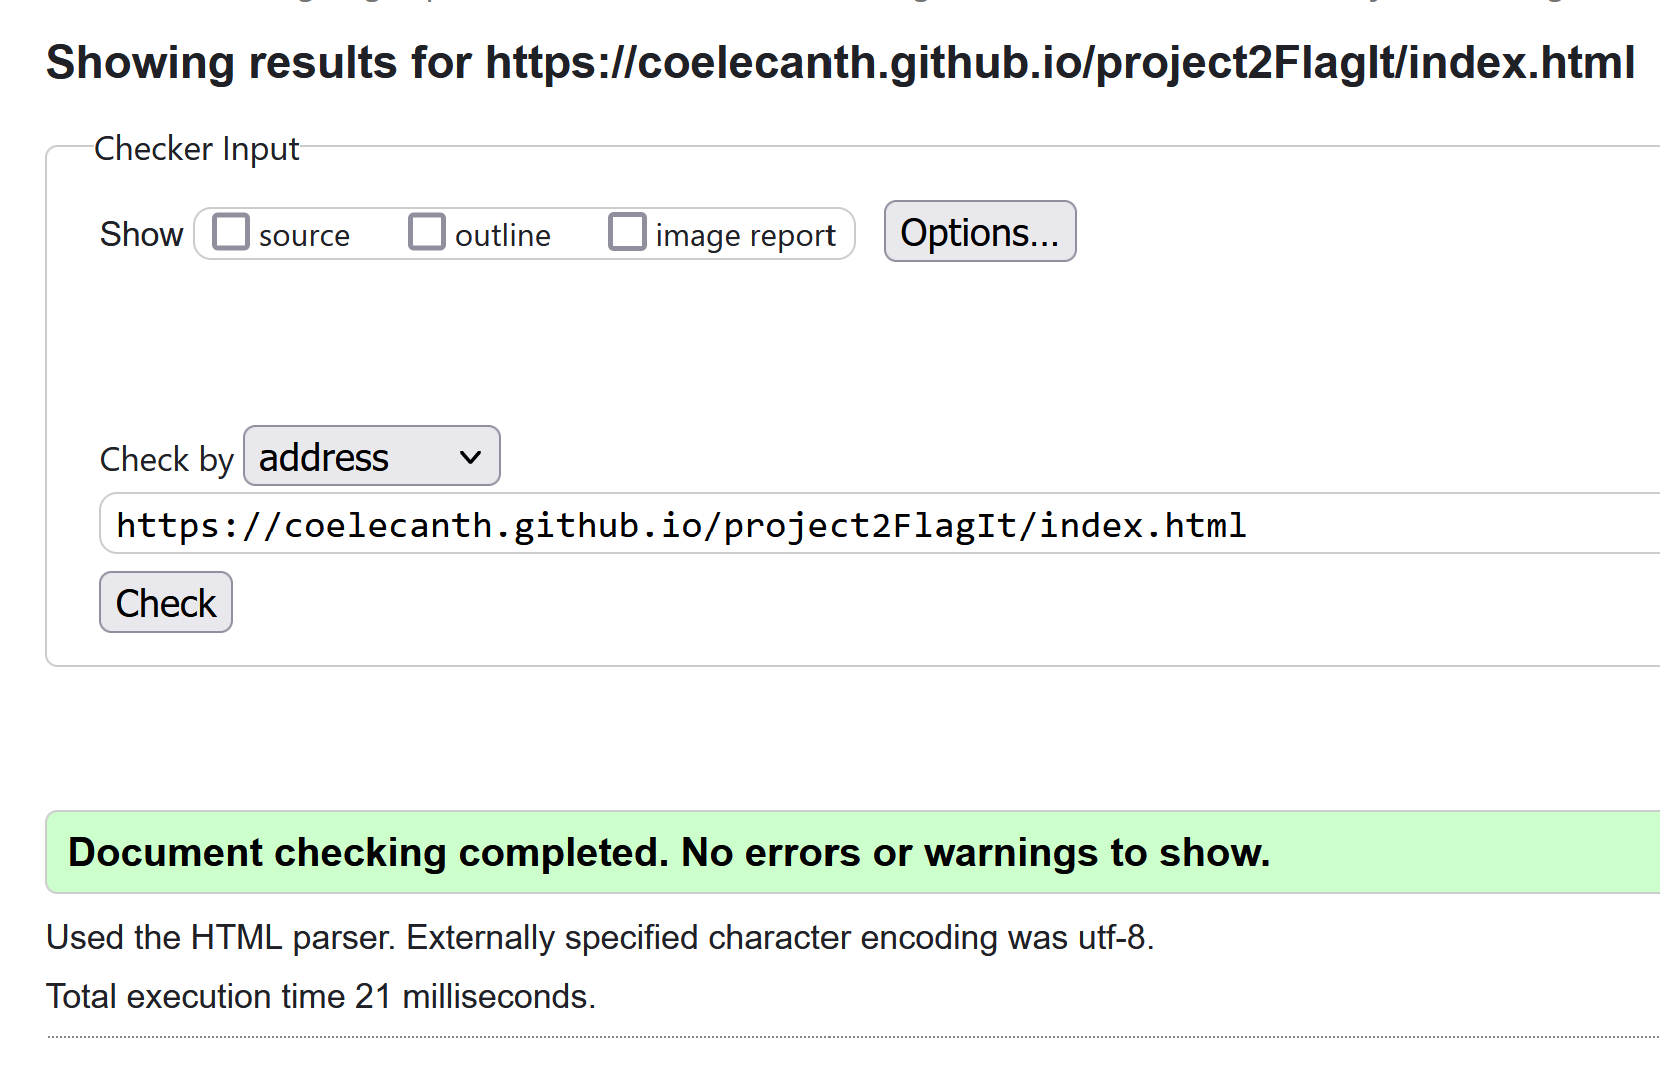 Showing results for https://coelecanth.github.io/project2FlagIt/index.html
Checker Input
Show source outline image report Options...
Check by address
https://coelecanth.github.io/project2FlagIt/index.html
Check
Document checking completed. No errors or warnings to show.
Used the HTML parser. Externally specified character encoding was utf-8.
Total execution time 21 milliseconds.